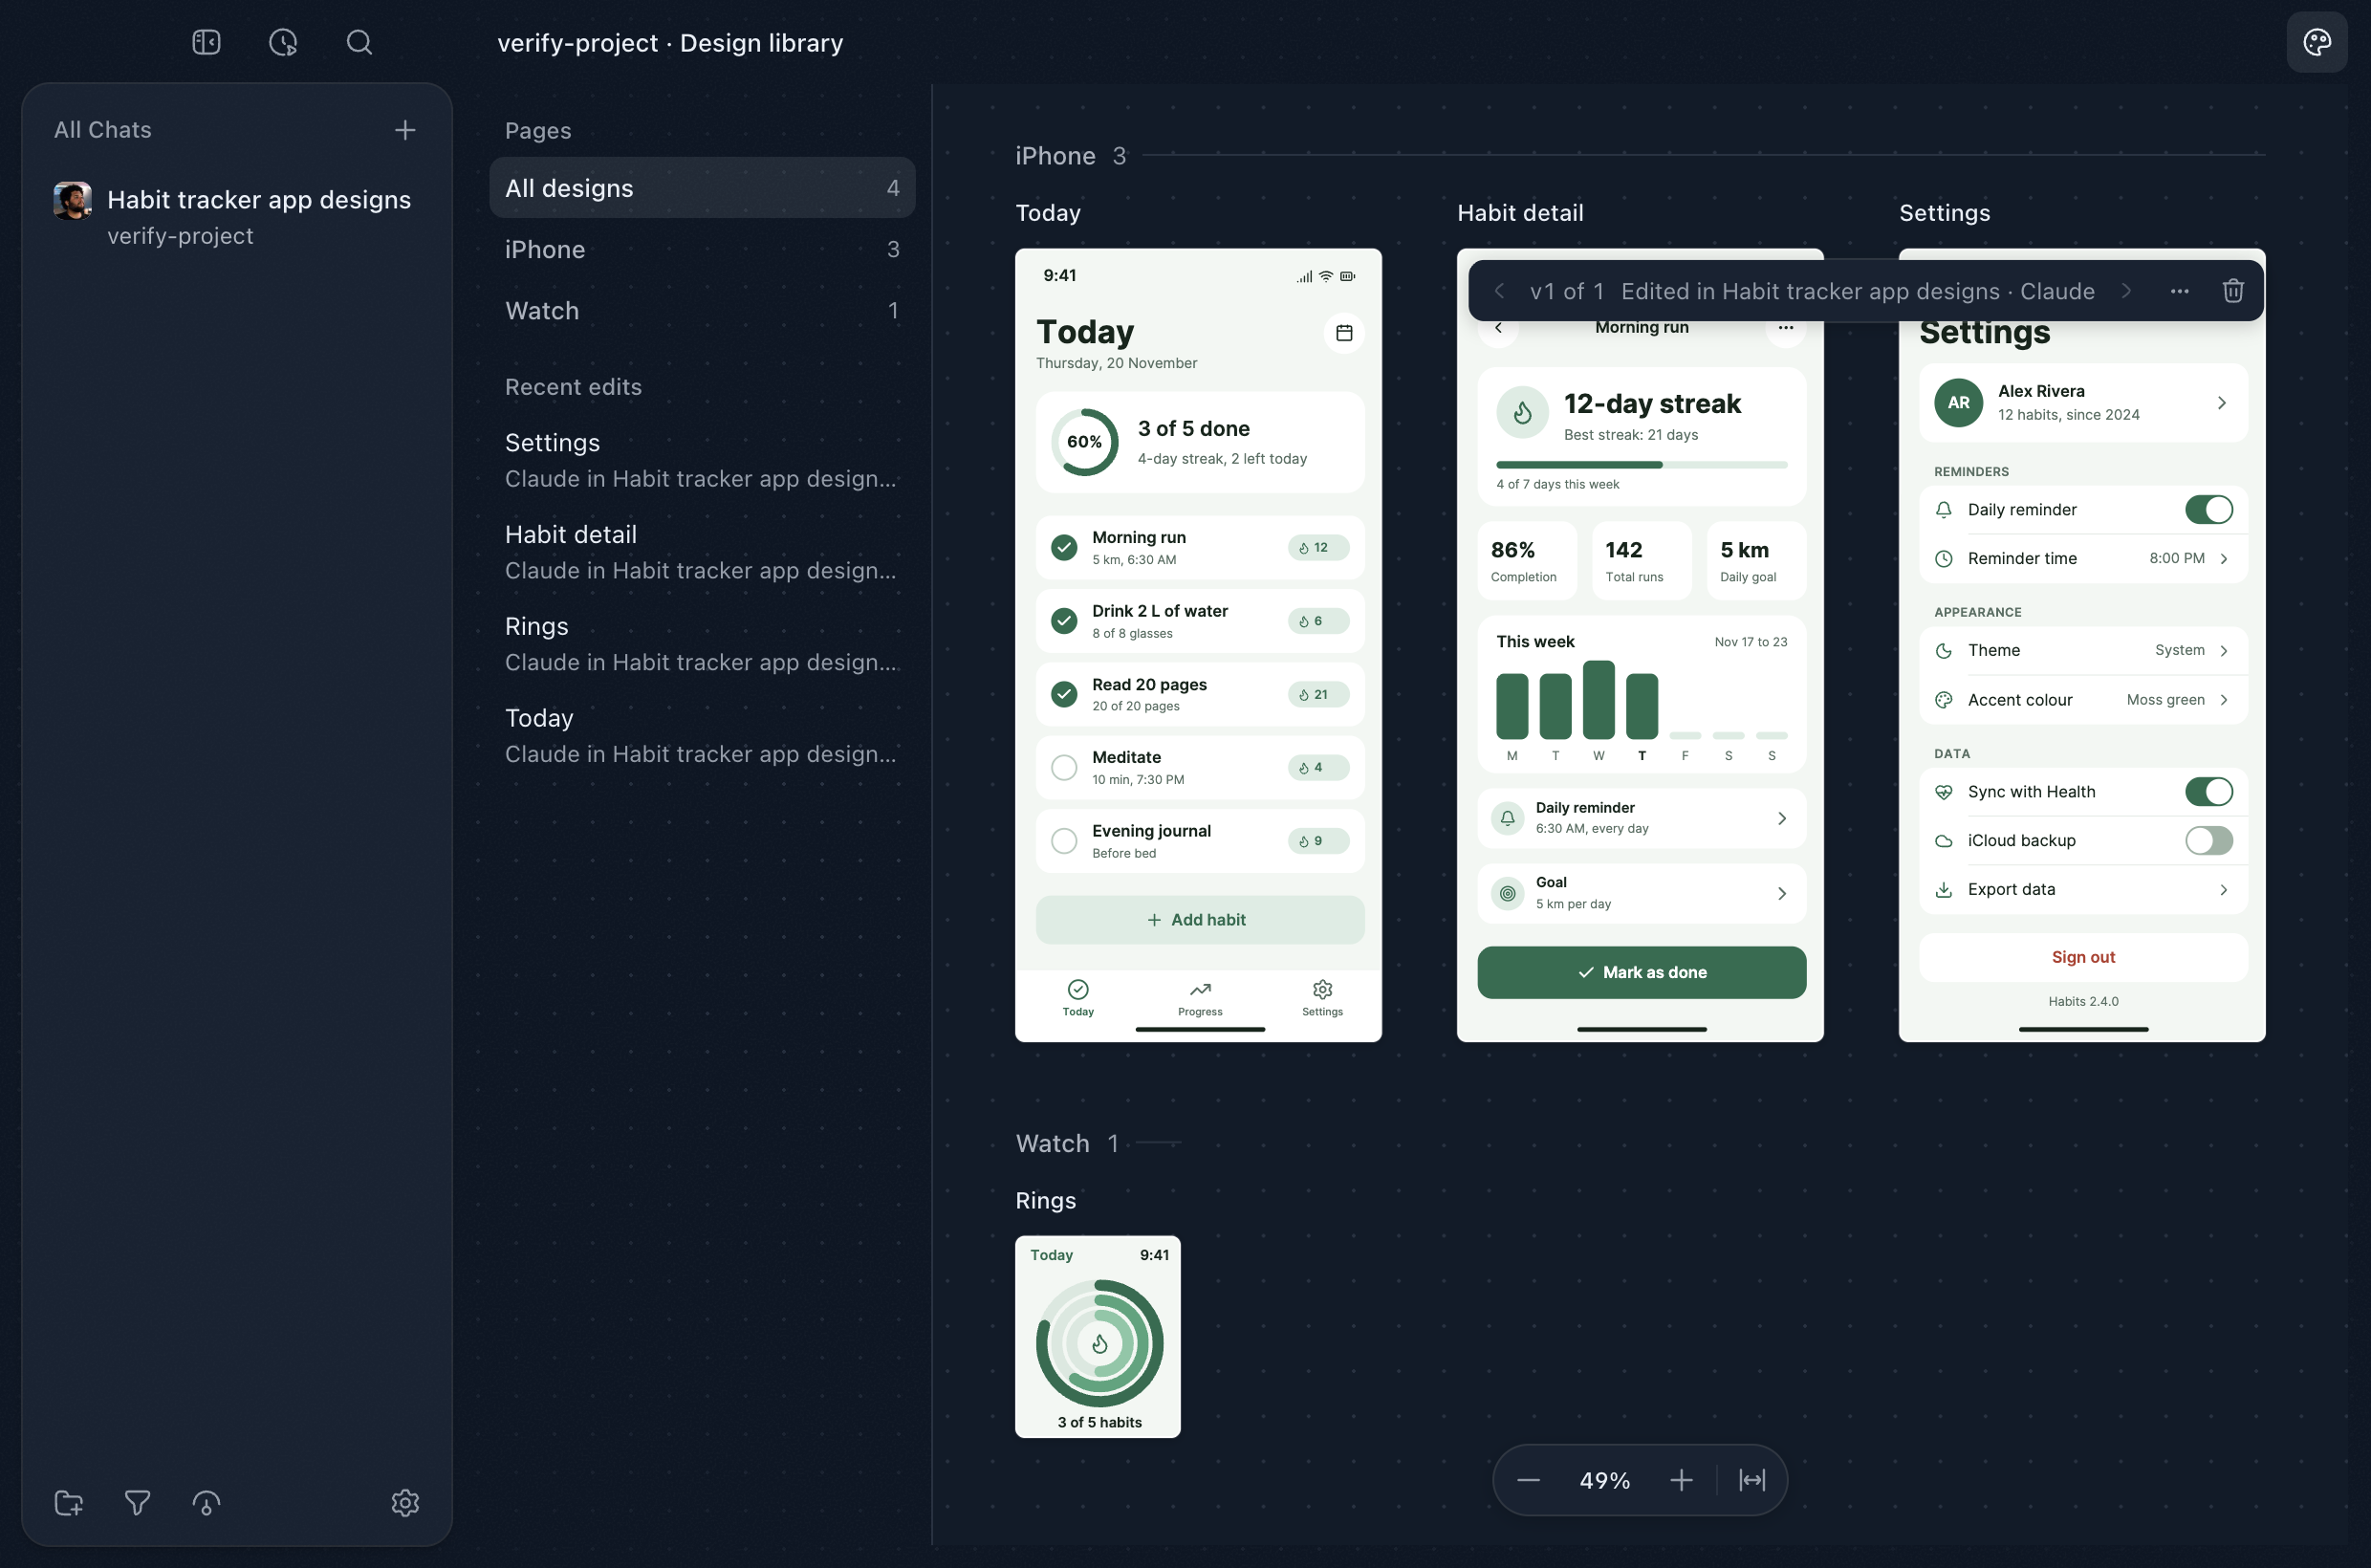 verify-project · Design library
All Chats
Habit tracker app designs
verify-project
Pages
All designs 4
iPhone 3
Watch 1
Recent edits
Settings
Claude in Habit tracker app design...
Habit detail
Claude in Habit tracker app design...
Rings
Claude in Habit tracker app design...
Today
Claude in Habit tracker app design...
iPhone 3
Today
9:41
Today
Thursday, 20 November
60%
3 of 5 done
4-day streak, 2 left today
Morning run
5 km, 6:30 AM
12
Drink 2 L of water
8 of 8 glasses
6
Read 20 pages
20 of 20 pages
21
Meditate
10 min, 7:30 PM
4
Evening journal
Before bed
9
Add habit
Today Progress Settings
Habit detail
v1 of 1 Edited in Habit tracker app designs · Claude
Morning run
12-day streak
Best streak: 21 days
4 of 7 days this week
86% 142 5 km
Completion Total runs Daily goal
This week Nov 17 to 23
M T W T F S S
Daily reminder
6:30 AM, every day
Goal
5 km per day
Mark as done
Settings
Settings
AR
Alex Rivera
12 habits, since 2024
REMINDERS
Daily reminder
Reminder time 8:00 PM
APPEARANCE
Theme System
Accent colour Moss green
DATA
Sync with Health
iCloud backup
Export data
Sign out
Habits 2.4.0
Watch 1
Rings
Today 9:41
3 of 5 habits
49%